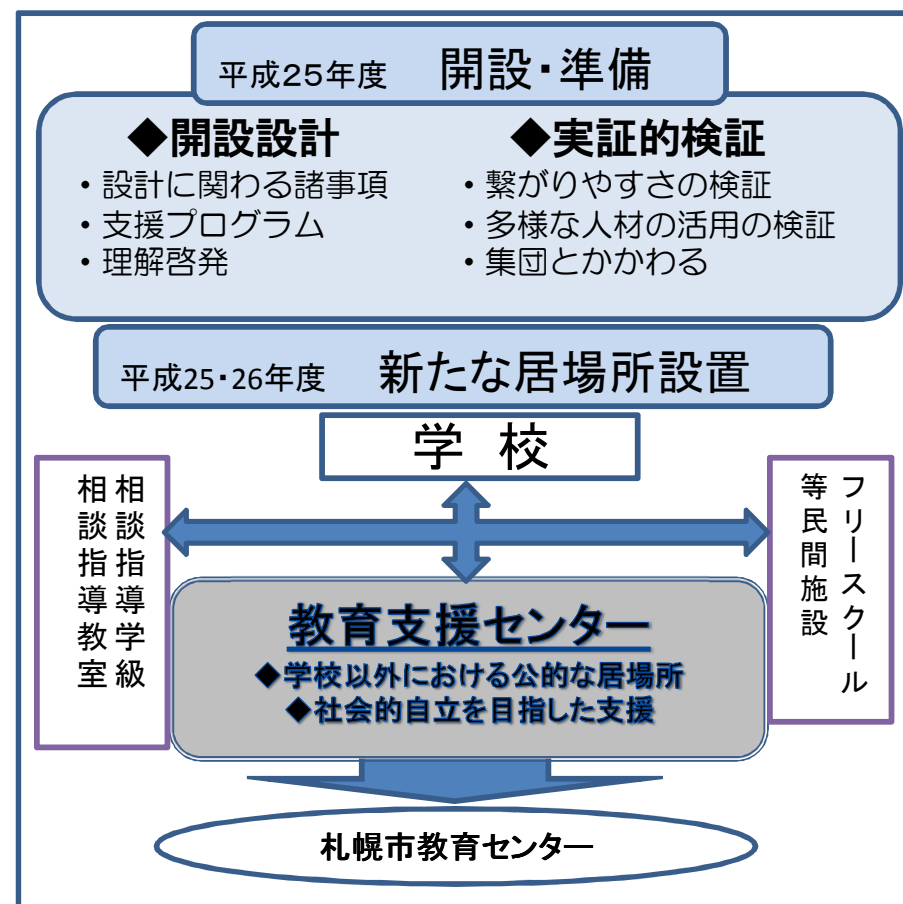 平成25年度 開設・準備
◆開設設計
・設計に関わる諸事項
・支援プログラム
・理解啓発
◆実証的検証
・繋がりやすさの検証
・多様な人材の活用の検証
・集団とかかわる
平成25・26年度 新たな居場所設置
学 校
相談指導学級
相談指導教室
フリースクール
等民間施設
教育支援センター
◆学校以外における公的な居場所
◆社会的自立を目指した支援
札幌市教育センター